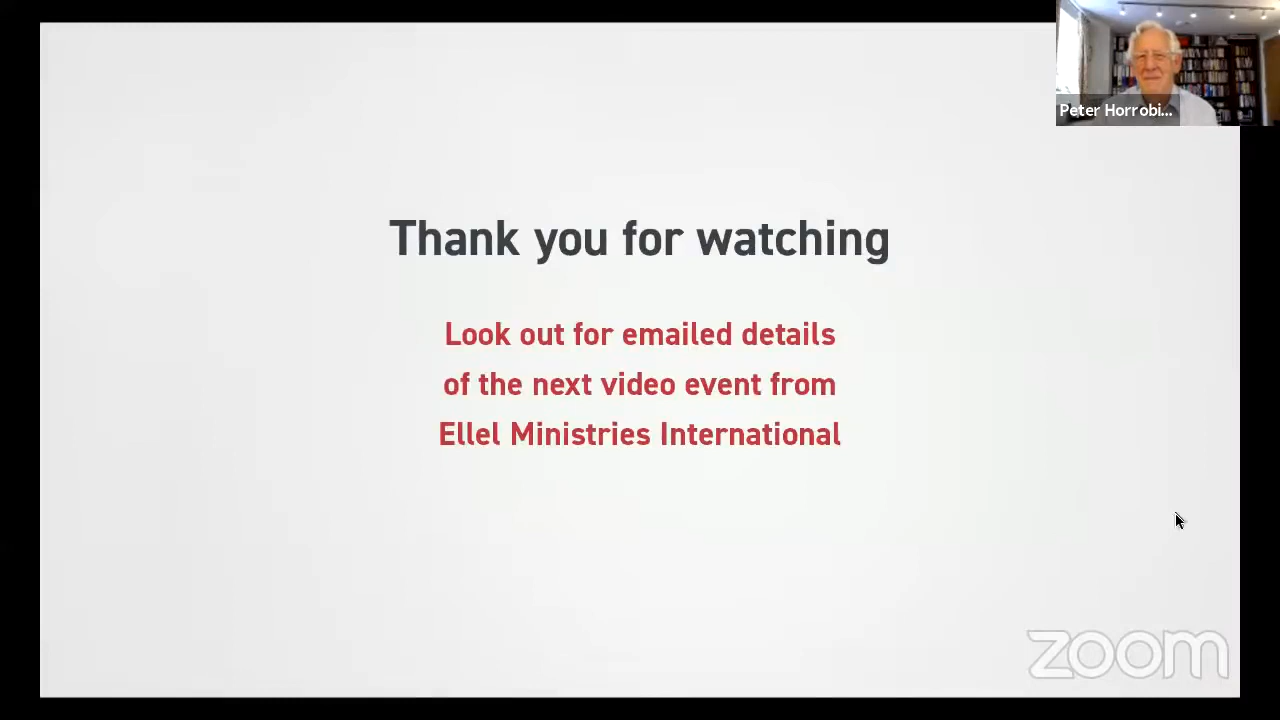 Peter Horrobi...
Thank you for watching
Look out for emailed details
of the next video event from
Ellel Ministries International
zoom